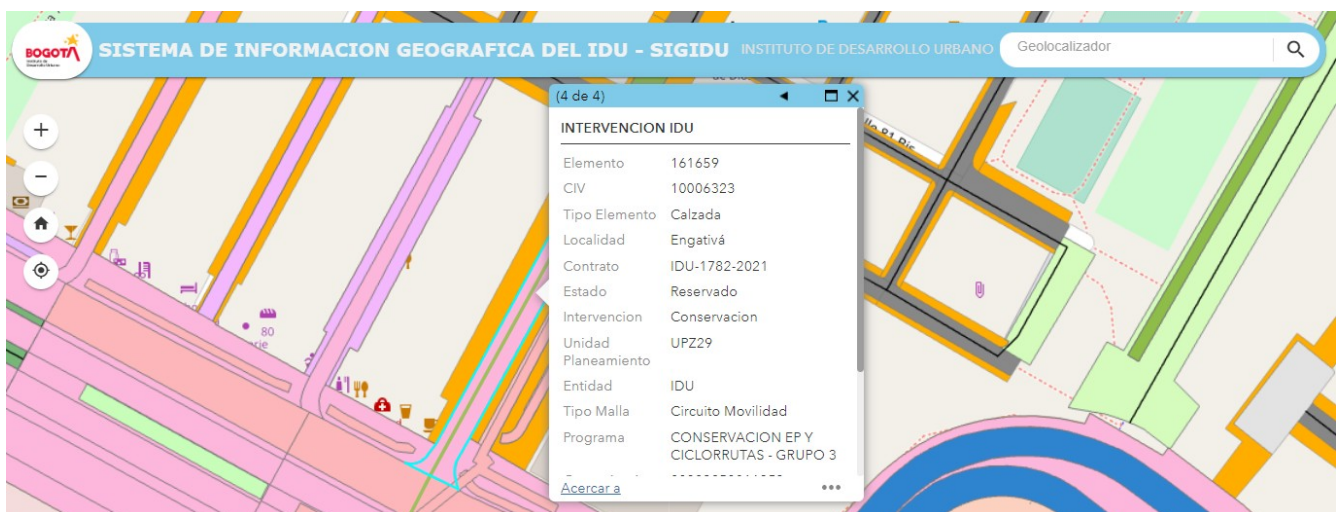 BOGOTÁ
SISTEMA DE INFORMACION GEOGRAFICA DEL IDU - SIGIDU INSTITUTO DE DESARROLLO URBANO
Geolocalizador
(4 de 4)
INTERVENCION IDU
Elemento 161659
CIV 10006323
Tipo Elemento Calzada
Localidad Engativá
Contrato IDU-1782-2021
Estado Reservado
Intervencion Conservacion
Unidad Planeamiento UPZ29
Entidad IDU
Tipo Malla Circuito Movilidad
Programa CONSERVACION EP Y
CICLORRUTAS - GRUPO 3
Acercar a
80
81 Bis